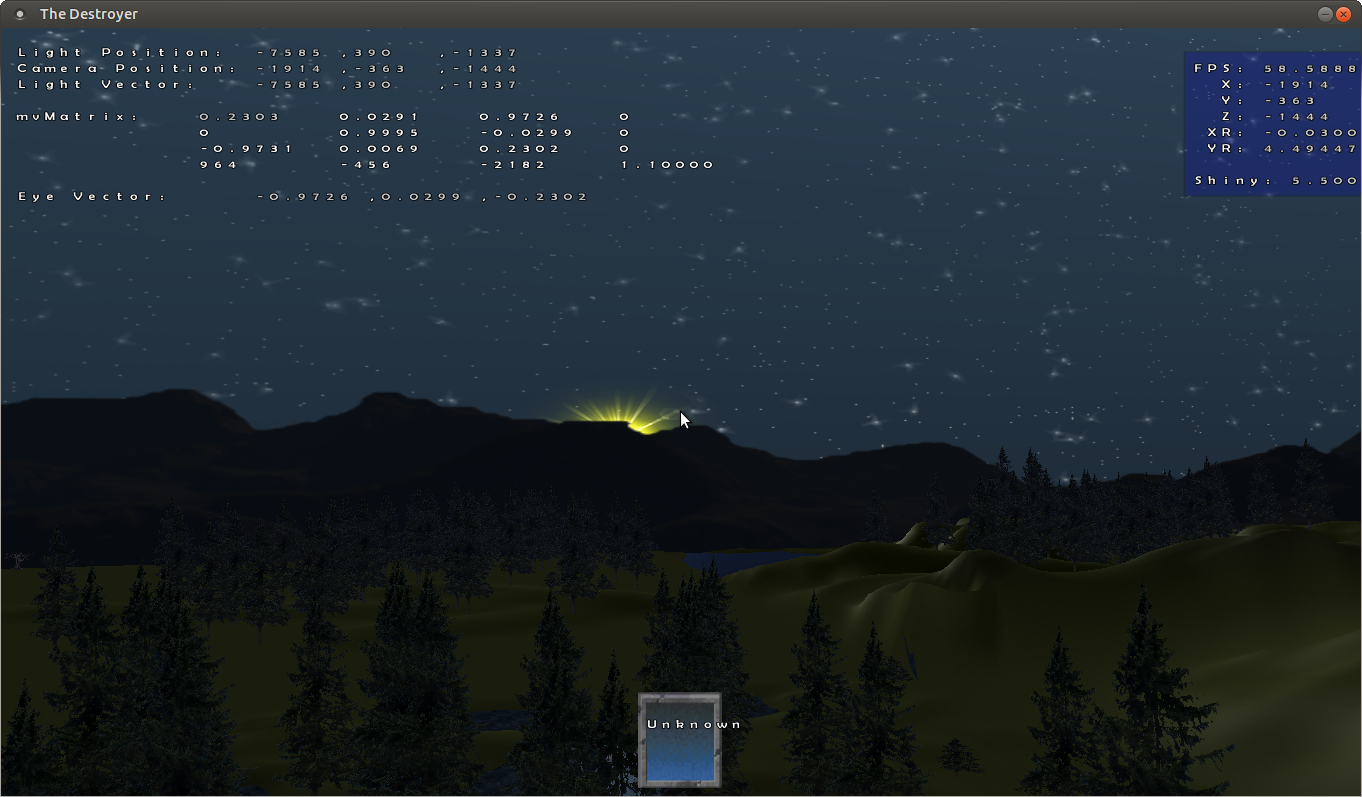 The Destroyer
Light Position: -7585 ,390 ,-1337
Camera Position: -1914 ,-363 ,-1444
Light Vector: -7585 ,390 ,-1337
mvMatrix: 0.2303 0.0291 0.9726 0
0 0.9995 -0.0299 0
-0.9731 0.0069 0.2302 0
964 -456 -2182 1.10000
Eye Vector: -0.9726 ,0.0299 ,-0.2302
FPS: 58.5888
X: -1914
Y: -363
Z: -1444
XR: -0.0300
YR: 4.49447
Shiny: 5.500
Unknown